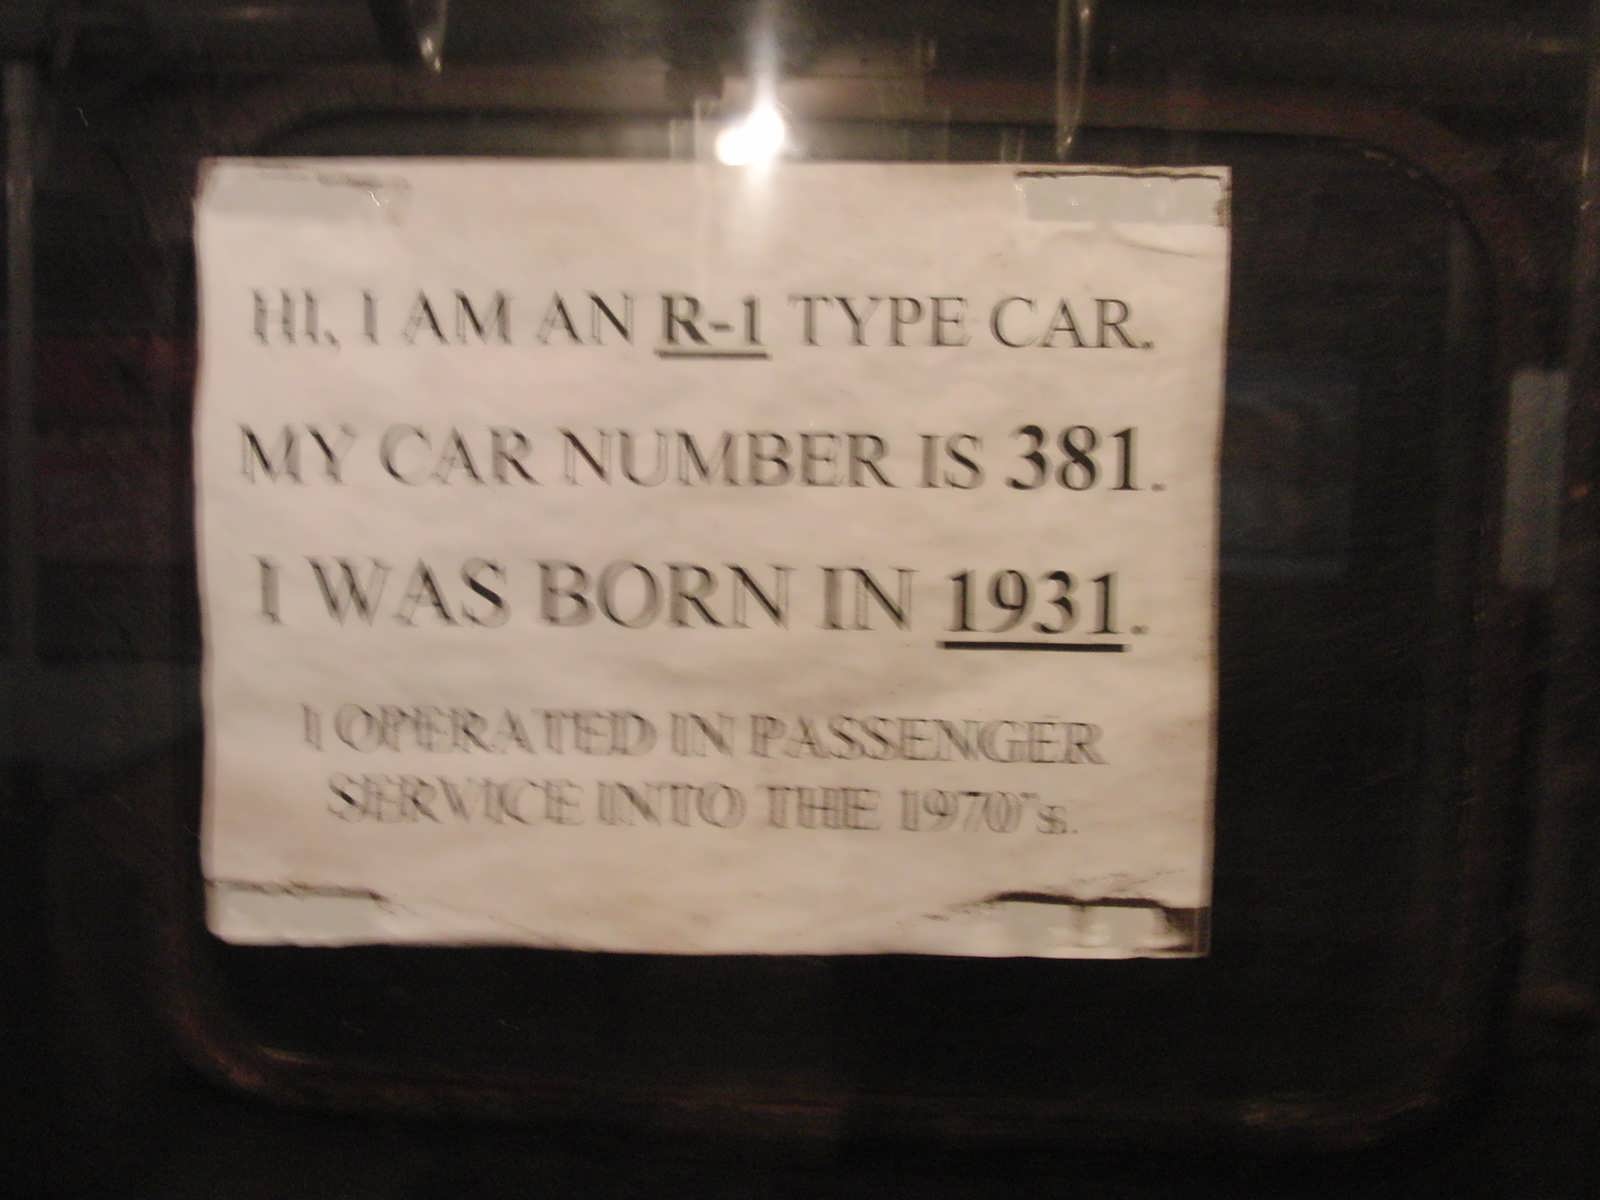 HI, I AM AN R-1 TYPE CAR.
MY CAR NUMBER IS 381.
I WAS BORN IN 1931.
I OPERATED IN PASSENGER
SERVICE INTO THE 1970"s.